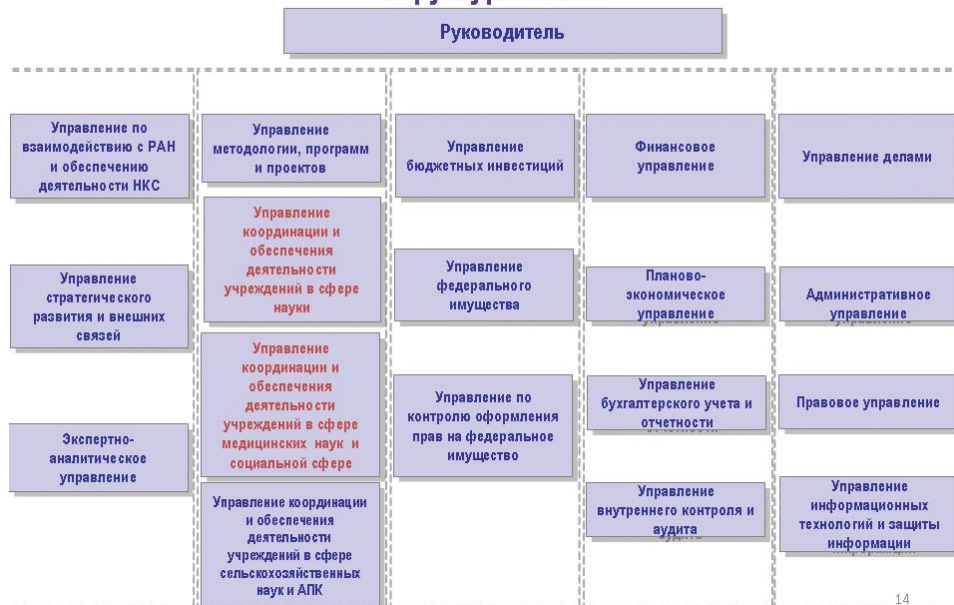 Руководитель
Управление по
взаимодействию с РАН
и обеспечению
деятельности НКС
Управление
стратегического
развития и внешних
связей
Экспертно-
аналитическое
управление
Управление
методологии, программ
и проектов
Управление
координации и
обеспечения
деятельности
учреждений в сфере
науки
Управление
координации и
обеспечения
деятельности
учреждений в сфере
медицинских наук и
социальной сфере
Управление координации
и обеспечения
деятельности
учреждений в сфере
сельскохозяйственных
наук и АПК
Управление
бюджетных инвестиций
Управление
федерального
имущества
Управление по
контролю оформления
прав на федеральное
имущество
Финансовое
управление
Планово-
экономическое
управление
Управление
бухгалтерского учета и
отчетности
Управление
внутреннего контроля и
аудита
Управление делами
Административное
управление
Правовое управление
Управление
информационных
технологий и защиты
информации
14